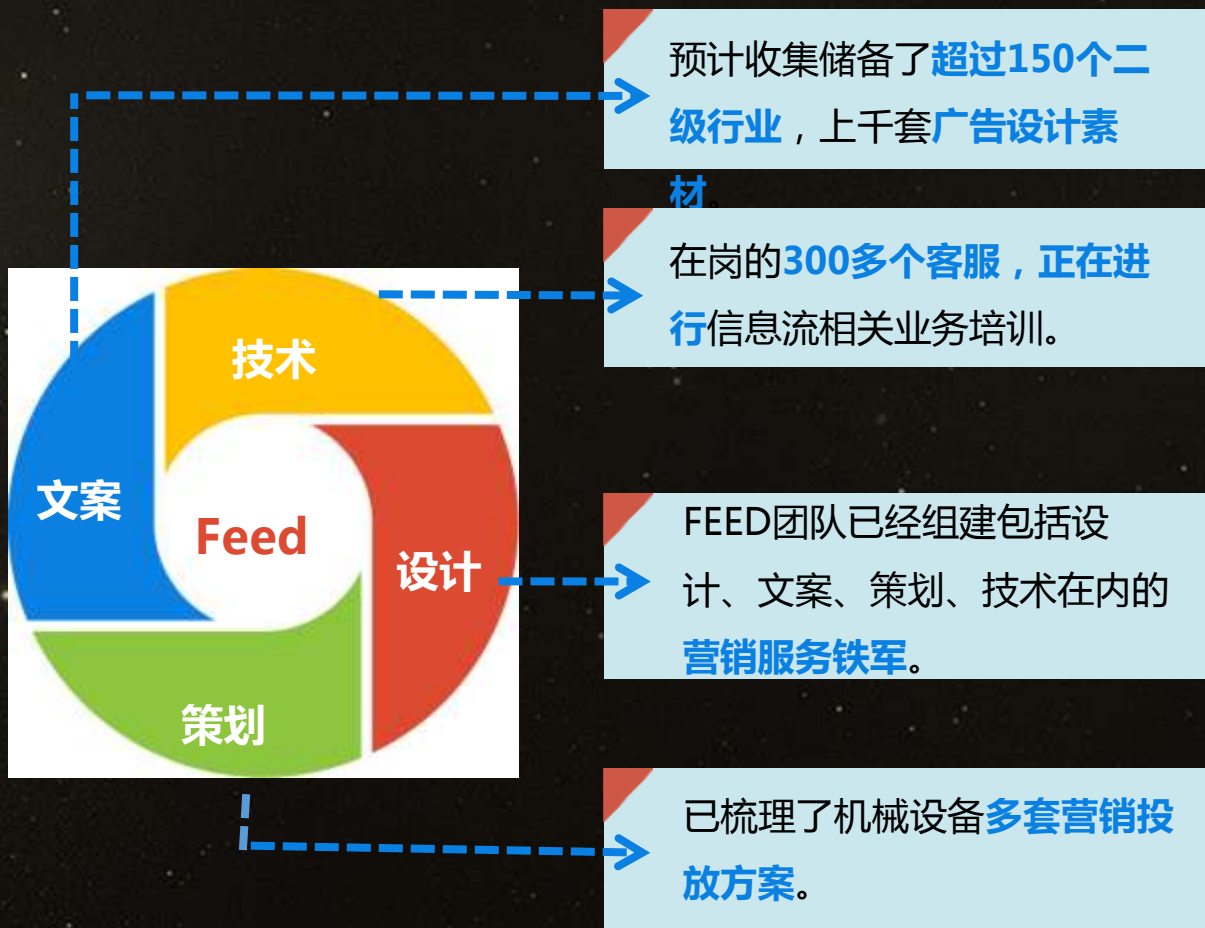 预计收集储备了超过150个二
级行业，上千套广告设计素
材。
在岗的300多个客服，正在进
行信息流相关业务培训。
技术
文案
Feed
设计
策划
FEED团队已经组建包括设
计、文案、策划、技术在内的
营销服务铁军。
已梳理了机械设备多套营销投
放方案。